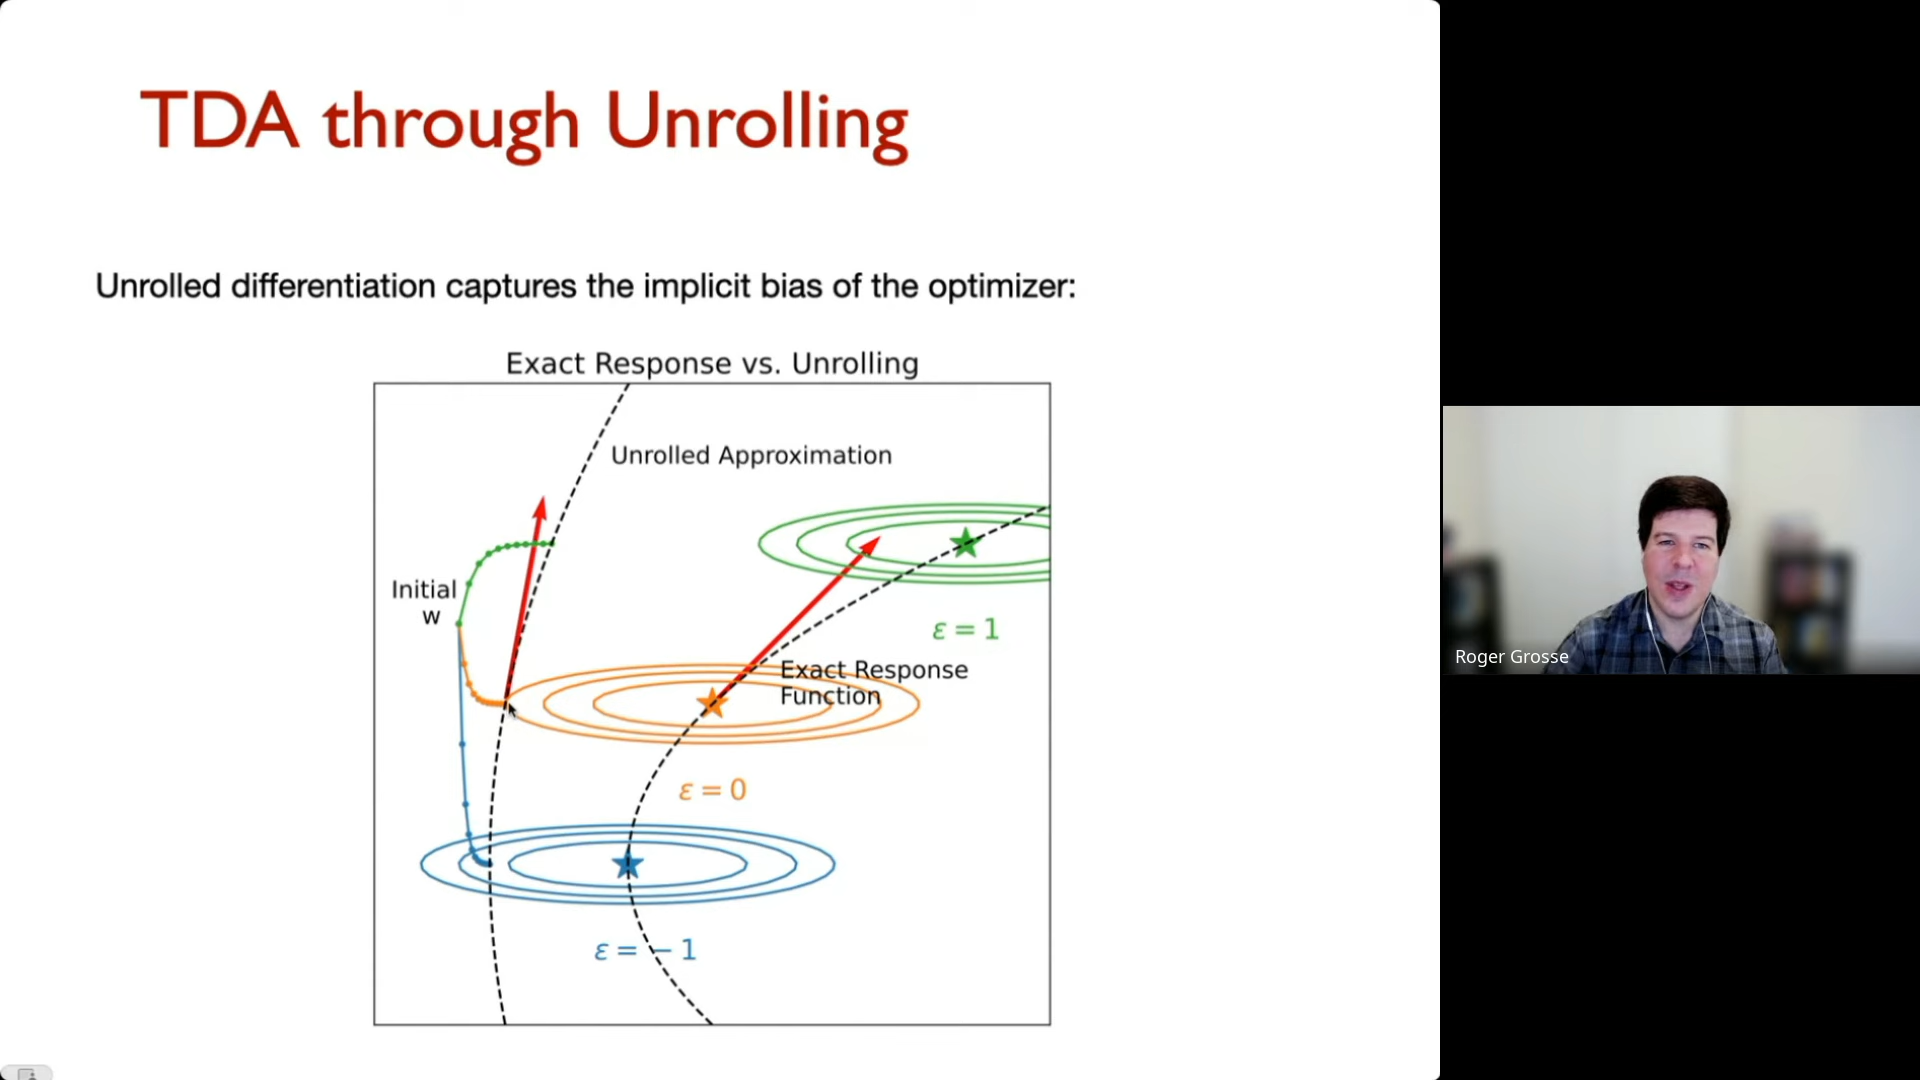 TDA through Unrolling
Unrolled differentiation captures the implicit bias of the optimizer:
Exact Response vs. Unrolling
Unrolled Approximation
Initial
w
ε = 1
Exact Response
Function
ε = 0
ε = − 1
Roger Grosse